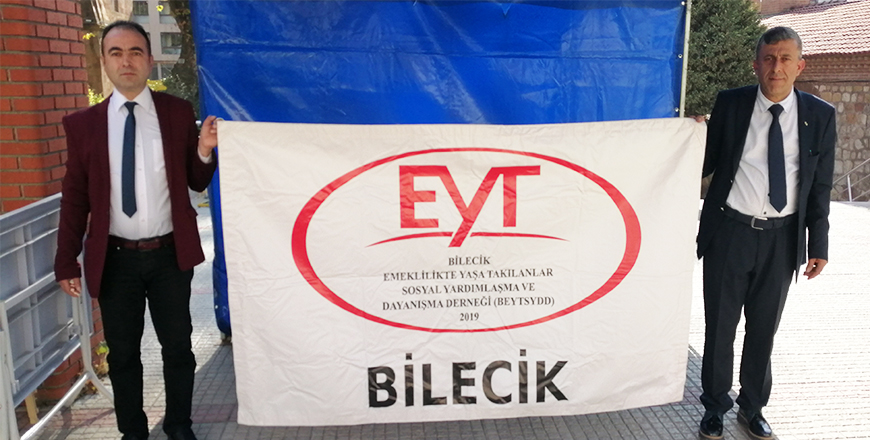 EYT
BİLECİK
EMEKLİLİKTE YAŞA TAKILANLAR
SOSYAL YARDIMLAŞMA VE
DAYANIŞMA DERNEĞİ (BEYTSYDD)
2019
BİLECİK